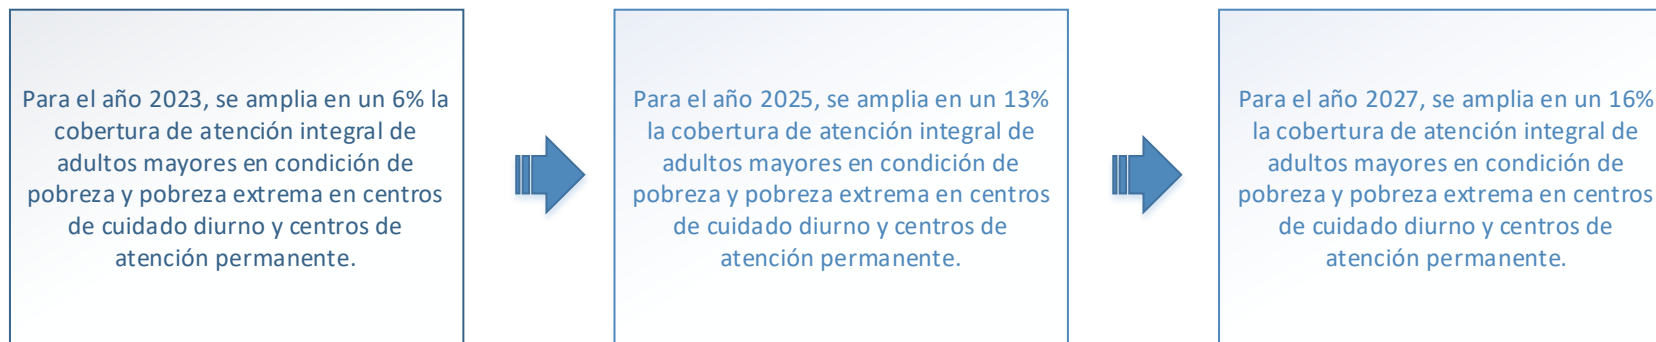 Para el año 2023, se amplia en un 6% la
cobertura de atención integral de
adultos mayores en condición de
pobreza y pobreza extrema en centros
de cuidado diurno y centros de
atención permanente.
Para el año 2025, se amplia en un 13%
la cobertura de atención integral de
adultos mayores en condición de
pobreza y pobreza extrema en centros
de cuidado diurno y centros de
atención permanente.
Para el año 2027, se amplia en un 16%
la cobertura de atención integral de
adultos mayores en condición de
pobreza y pobreza extrema en centros
de cuidado diurno y centros de
atención permanente.